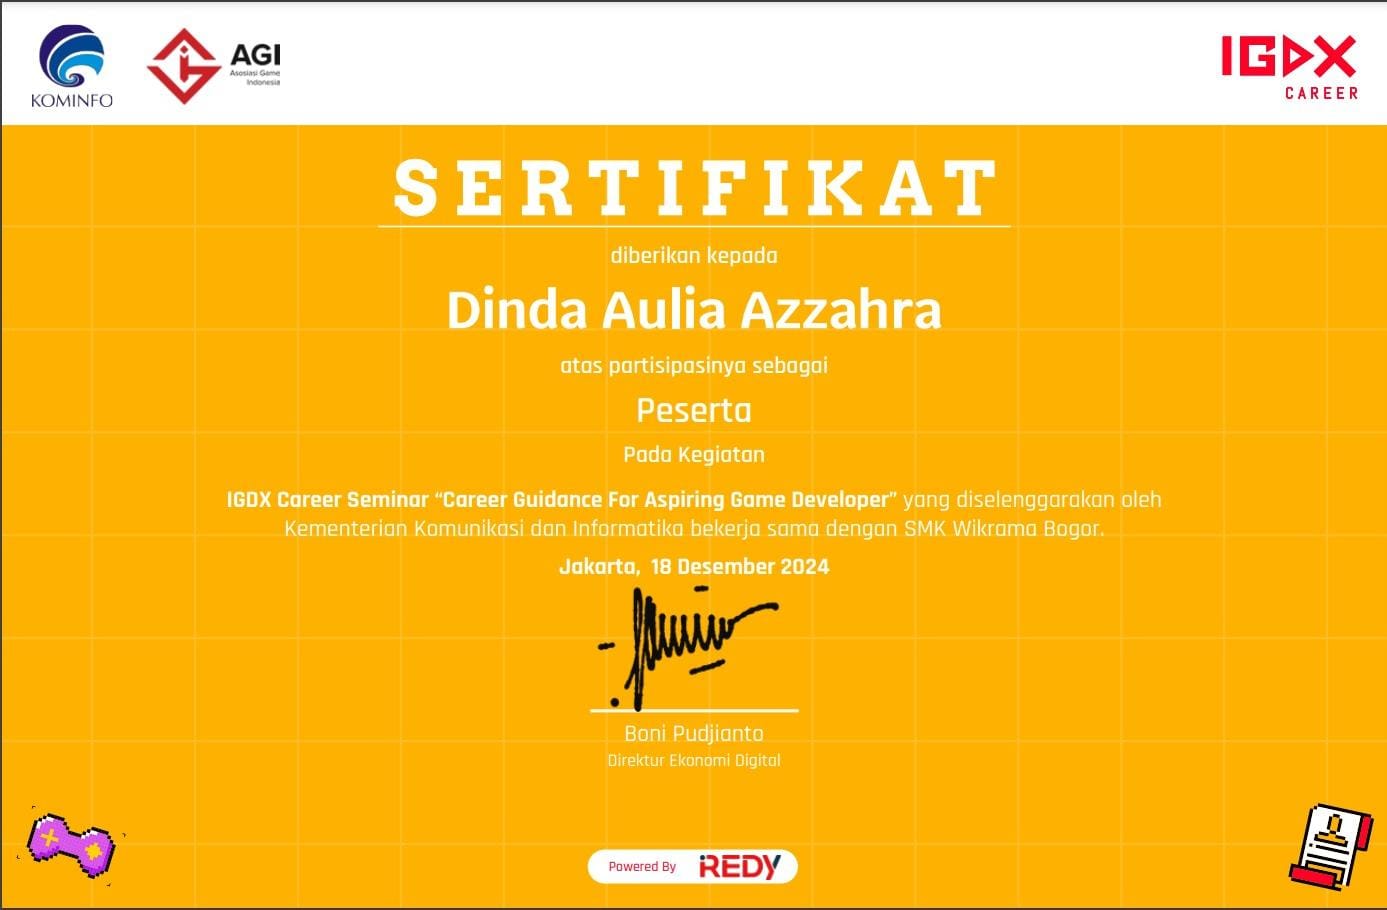 KOMINFO
AGI
Asosiasi Game
Indonesia
IGDX
CAREER
SERTIFIKAT
diberikan kepada
Dinda Aulia Azzahra
atas partisipasinya sebagai
Peserta
Pada Kegiatan
IGDX Career Seminar “Career Guidance For Aspiring Game Developer” yang diselenggarakan oleh
Kementerian Komunikasi dan Informatika bekerja sama dengan SMK Wikrama Bogor.
Jakarta, 18 Desember 2024
Boni Pudjianto
Direktur Ekonomi Digital
Powered By iREDY